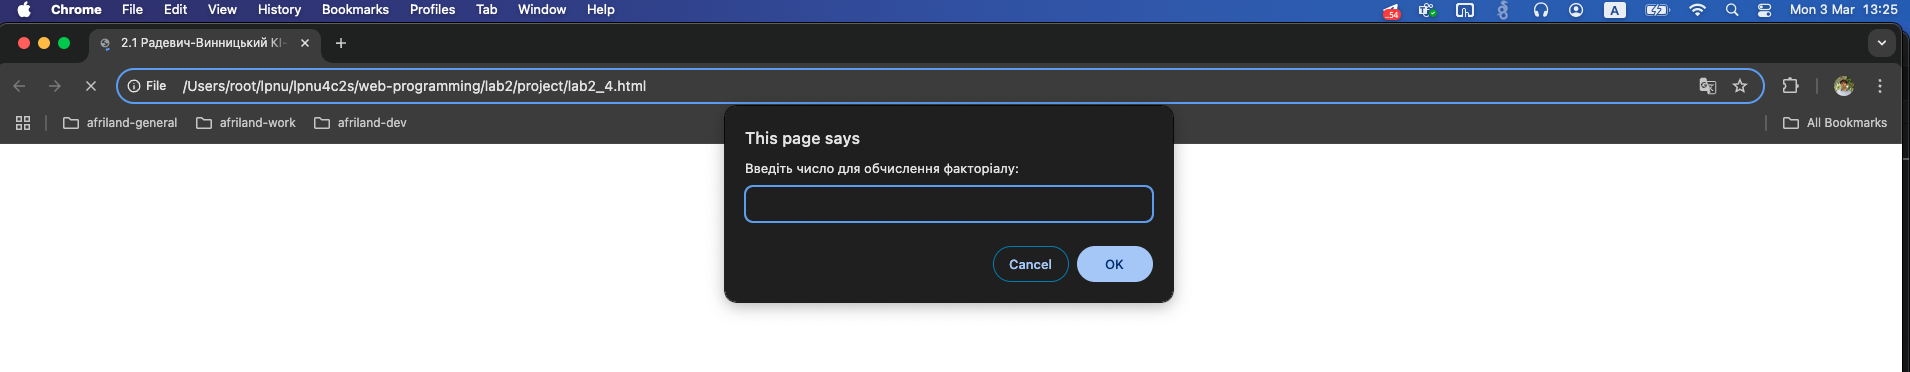 Chrome File Edit View History Bookmarks Profiles Tab Window Help 54 A Mon 3 Mar 13:25
2.1 Радевич-Винницький КІ-
File /Users/root/lpnu/lpnu4c2s/web-programming/lab2/project/lab2_4.html
afriland-general afriland-work afriland-dev All Bookmarks
This page says
Введіть число для обчислення факторіалу:
Cancel OK